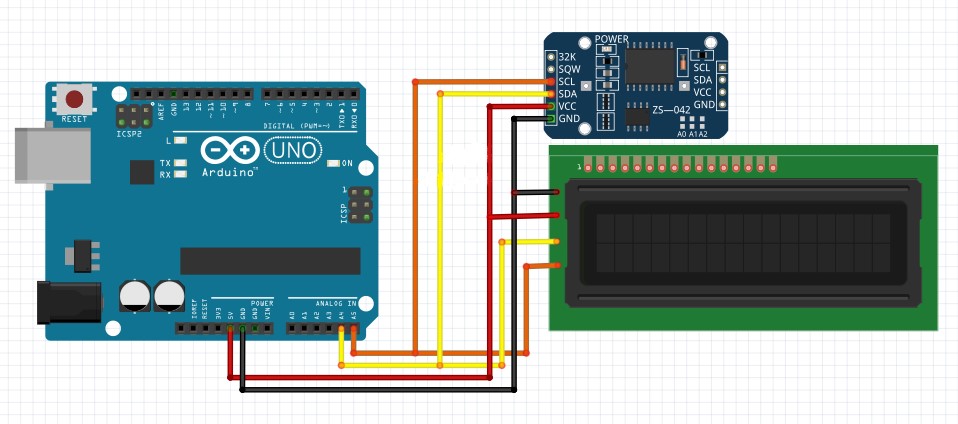 POWER
32K
SQW
SCL
SDA
VCC
GND
SCL
SDA
VCC
GND
ZS-042
A0 A1A2
RESET
ICSP2
AREF
GND
13
12
~11
~10
~9
8
7
~6
~5
4
~3
2
TX0▶1
RX0◀0
DIGITAL (PWM=~)
L
TX
RX
UNO
Arduino™
ON
1
ICSP
1
POWER
ANALOG IN
IOREF
RESET
3V3
5V
GND
GND
VIN
A0
A1
A2
A3
A4
A5